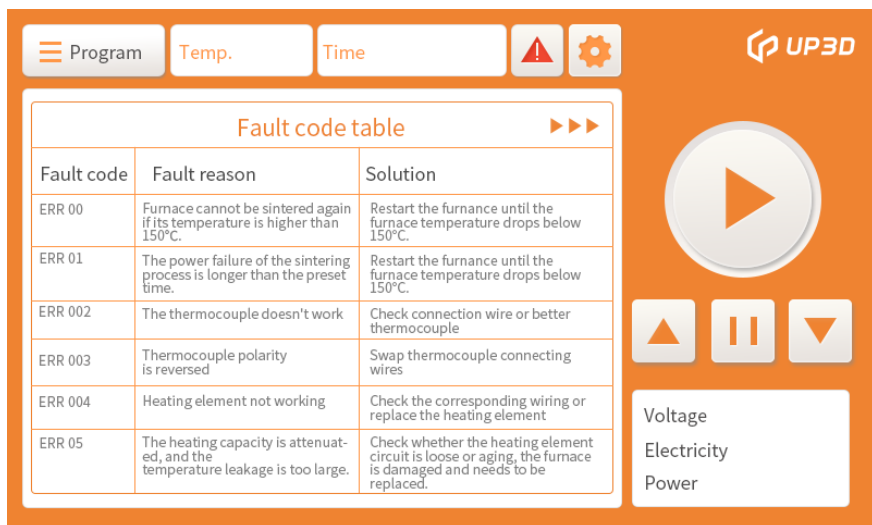 Program
Temp.
Time
UP3D
Fault code table
Fault code
Fault reason
Solution
ERR 00
Furnace cannot be sintered again
if its temperature is higher than
150°C.
Restart the furnance until the
furnace temperature drops below
150°C.
ERR 01
The power failure of the sintering
process is longer than the preset
time.
Restart the furnance until the
furnace temperature drops below
150°C.
ERR 002
The thermocouple doesn't work
Check connection wire or better
thermocouple
ERR 003
Thermocouple polarity
is reversed
Swap thermocouple connecting
wires
ERR 004
Heating element not working
Check the corresponding wiring or
replace the heating element
ERR 05
The heating capacity is attenuat-
ed, and the
temperature leakage is too large.
Check whether the heating element
circuit is loose or aging, the furnace
is damaged and needs to be
replaced.
Voltage
Electricity
Power